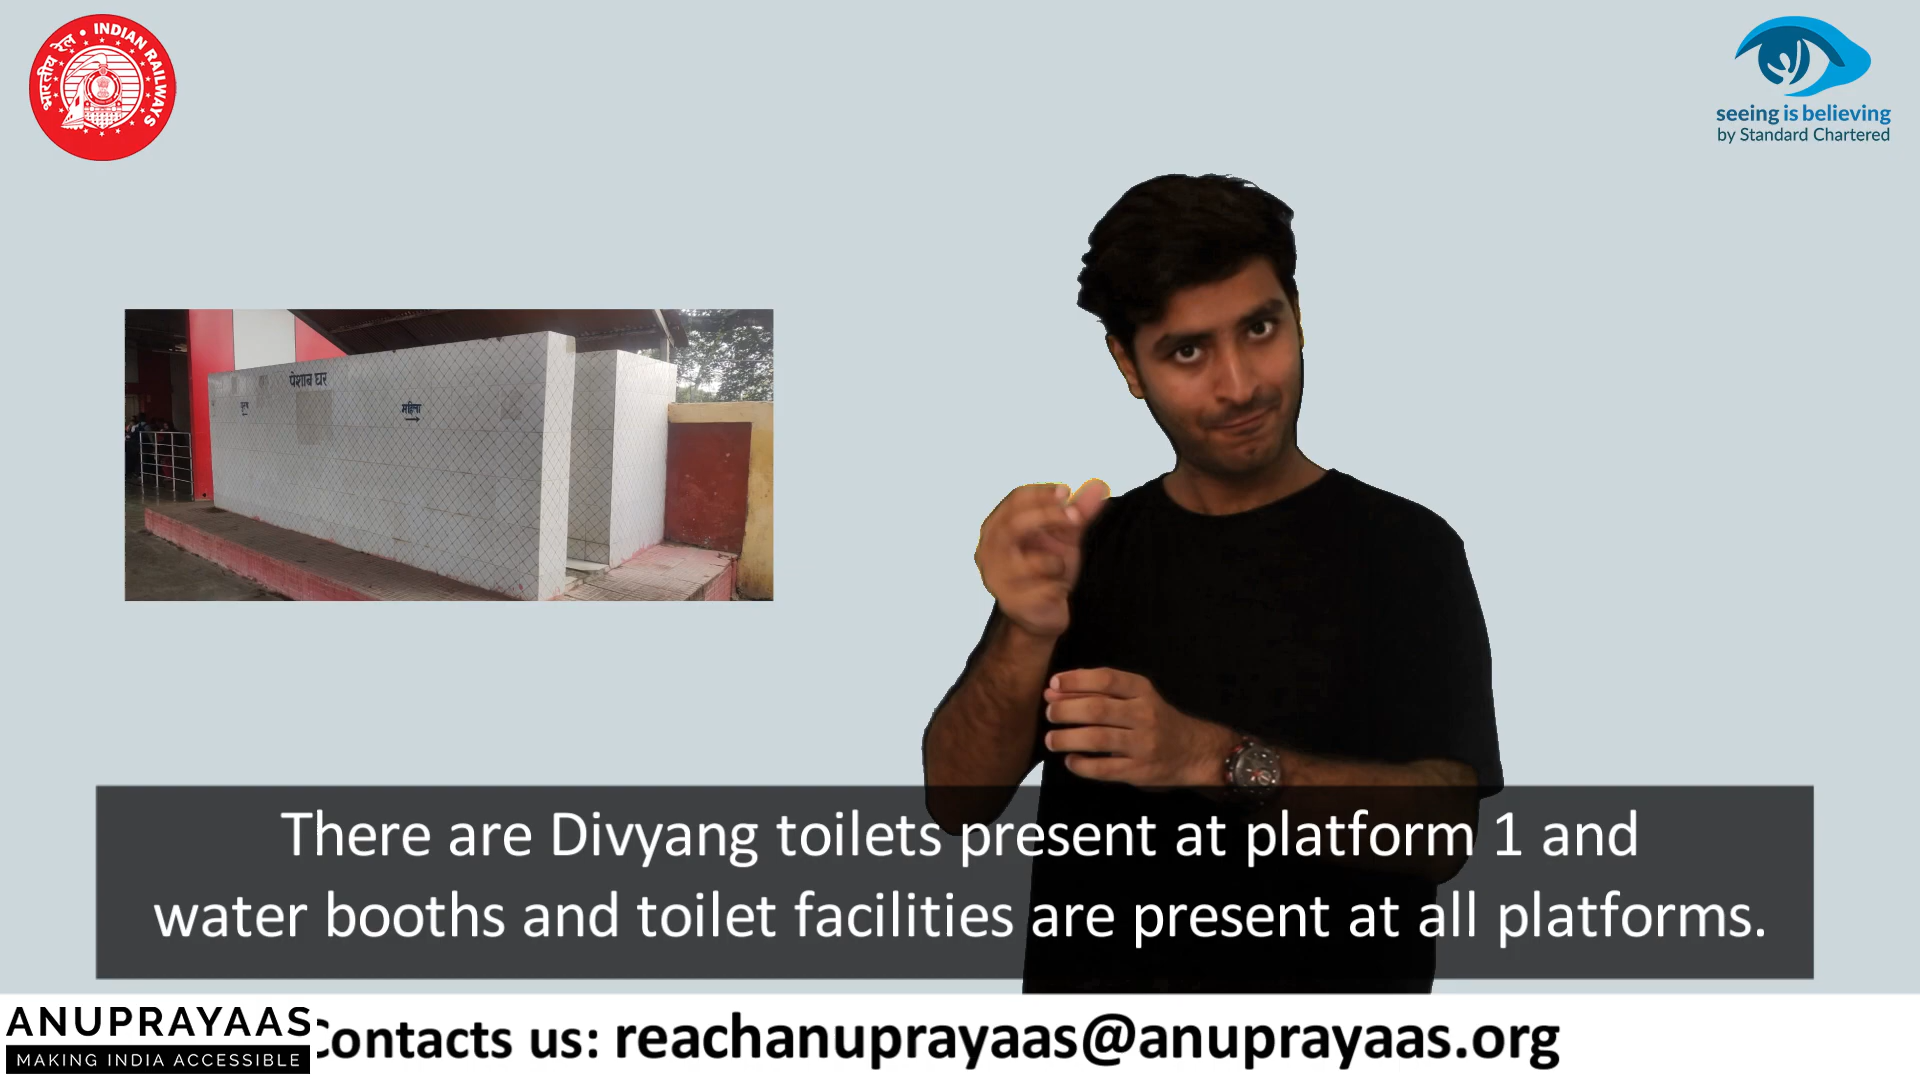 भारतीय रेल • INDIAN RAILWAYS
seeing is believing
by Standard Chartered
पेशाब घर
पुरुष
महिला
There are Divyang toilets present at platform 1 and
water booths and toilet facilities are present at all platforms.
ANUPRAYAAS
MAKING INDIA ACCESSIBLE
Contacts us: reachanuprayaas@anuprayaas.org